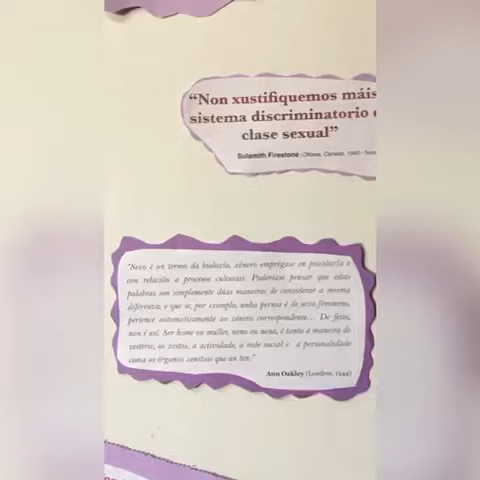 “Non xustifiquemos máis
sistema discriminatorio
clase sexual”
Sulamith Firestone (Otawa, Canada, 1945 -
"Sexo é un termo da bioloxía, xénero emprégase en psicoloxía e
con relación a procesos culturais. Poderíase pensar que estas
palabras son simplemente dúas maneiras de considerar a mesma
diferenza, e que se, por exemplo, unha persoa é de sexo feminino,
pertence automaticamente ao xénero correspondente... De feito,
non é así. Ser home ou muller, neno ou nena, é tanto a maneira de
vestirse, os xestos, a actividade, a rede social e a personalidade
coma os órganos xenitais que un ten."
Ann Oakley (Londres, 1944)